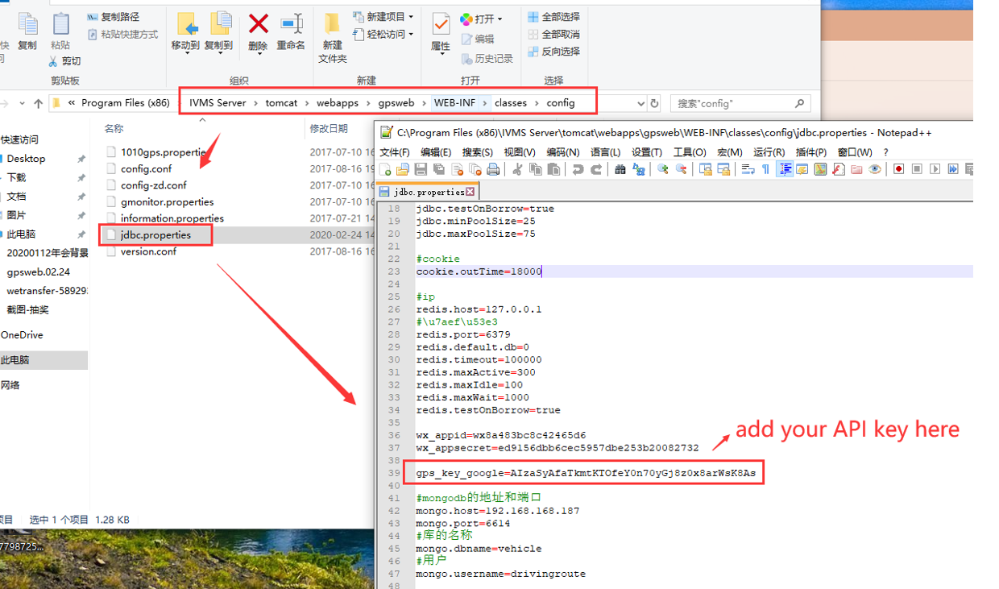 复制
粘贴
复制路径
粘贴快捷方式
剪切
剪贴板
移动到 复制到
删除 重命名
组织
新建
文件夹
新建项目
轻松访问
新建
属性
打开
编辑
历史记录
打开
全部选择
全部取消
反向选择
选择
« Program Files (x86) IVMS Server › tomcat › webapps › gpsweb › WEB-INF › classes › config
搜索"config"
快速访问
Desktop
下载
文档
图片
此电脑
20200112年会背景
gpsweb.02.24
wetransfer-58929
截图-抽奖
OneDrive
此电脑
网络
名称 修改日期
1010gps.propertie 2017-07-10 16
config.conf 2017-08-16 19
config-zd.conf 2017-07-10 16
gmonitor.properties 2017-07-10 16
information.properties 2017-07-21 14
jdbc.properties 2020-02-24 14
version.conf 2017-08-16 16
项目 选中 1 个项目 1.28 KB
7798725...
C:\Program Files (x86)\IVMS Server\tomcat\webapps\gpsweb\WEB-INF\classes\config\jdbc.properties - Notepad++
文件(F) 编辑(E) 搜索(S) 视图(V) 编码(N) 语言(L) 设置(T) 工具(O) 宏(M) 运行(R) 插件(P) 窗口(W) ?
jdbc.properties
18 jdbc.testOnBorrow=true
19 jdbc.minPoolSize=25
20 jdbc.maxPoolSize=75
21
22 #cookie
23 cookie.outTime=18000
24
25 #ip
26 redis.host=127.0.0.1
27 #\u7aef\u53e3
28 redis.port=6379
29 redis.default.db=0
30 redis.timeout=100000
31 redis.maxActive=300
32 redis.maxIdle=100
33 redis.maxWait=1000
34 redis.testOnBorrow=true
35
36 wx_appid=wx8a483bc8c42465d6
37 wx_appsecret=ed9156dbb6cec5957dbe253b20082732
38
39 gps_key_google=AIzaSyAfaTkmtKTOfeY0n70yGj8z0x8arWsK8As
40
41 #mongodb的地址和端口
42 mongo.host=192.168.168.187
43 mongo.port=6614
44 #库的名称
45 mongo.dbname=vehicle
46 #用户
47 mongo.username=drivingroute
48
add your API key here